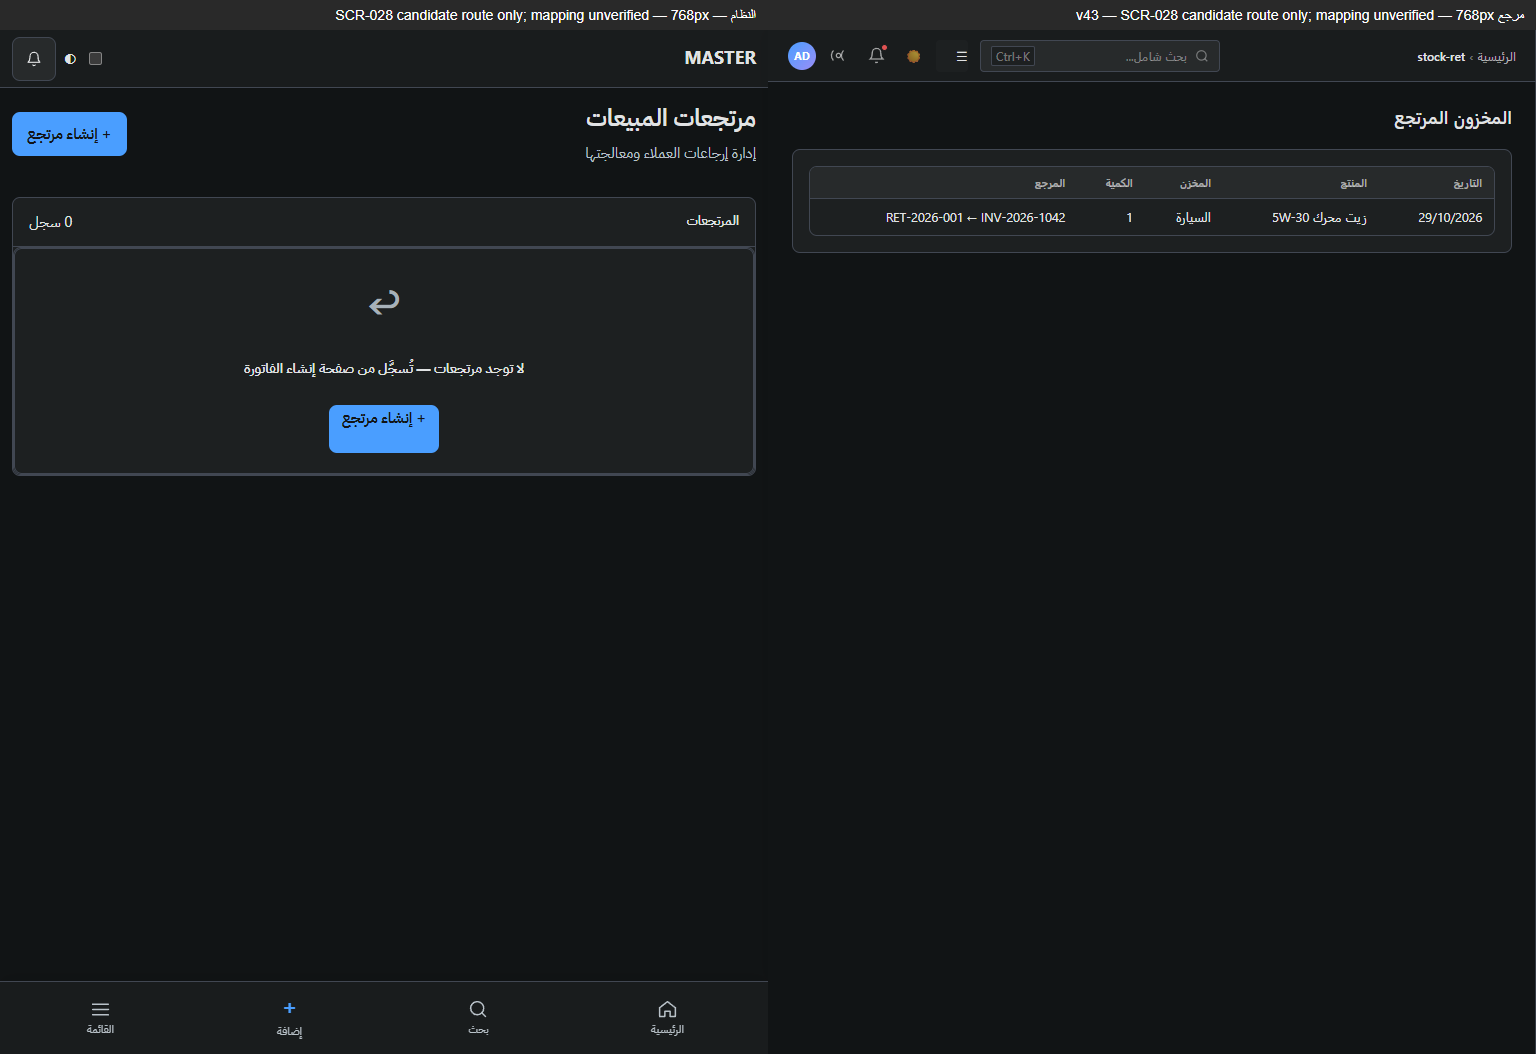 مرجع v43 — SCR-028 candidate route only; mapping unverified — 768px
الرئيسية › stock-ret
بحث شامل... Ctrl+K
AD
المخزون المرتجع
التاريخ المنتج المخزن الكمية المرجع
29/10/2026 زيت محرك 5W-30 السيارة 1 RET-2026-001 ← INV-2026-1042
النظام — SCR-028 candidate route only; mapping unverified — 768px
MASTER
مرتجعات المبيعات
إدارة إرجاعات العملاء ومعالجتها
+ إنشاء مرتجع
المرتجعات 0 سجل
لا توجد مرتجعات — تُسجَّل من صفحة إنشاء الفاتورة
+ إنشاء مرتجع
الرئيسية بحث إضافة القائمة